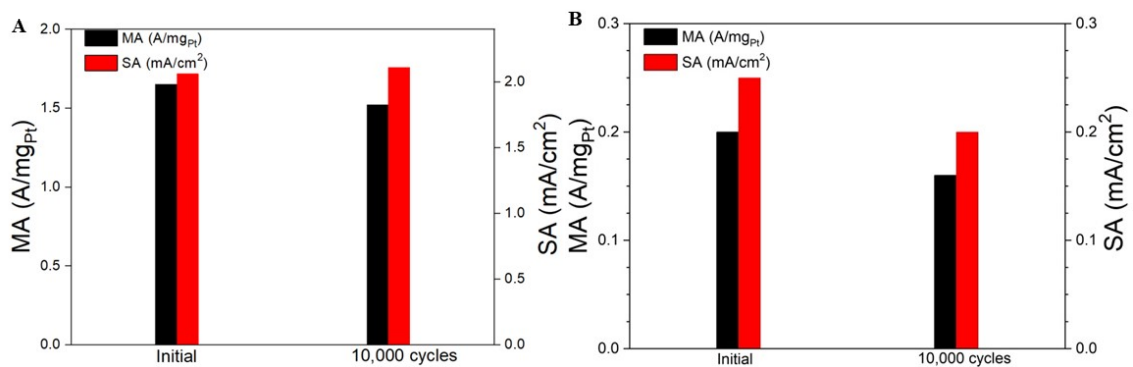 A
MA (A/mgPt)
SA (mA/cm2)
2.0
1.5
1.0
0.5
0.0
MA (A/mgPt)
2.0
1.5
1.0
0.5
0.0
SA (mA/cm2)
Initial
10,000 cycles
B
MA (A/mgPt)
SA (mA/cm2)
0.3
0.2
0.1
0.0
MA (A/mgPt)
0.3
0.2
0.1
0.0
SA (mA/cm2)
Initial
10,000 cycles